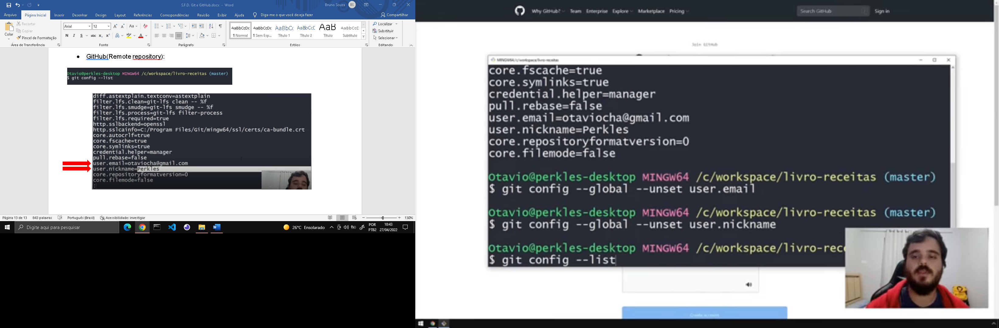 S.F.D. Git e GitHub.docx - Word
Bruno Souza
BS
Arquivo
Página Inicial
Inserir
Desenhar
Design
Layout
Referências
Correspondências
Revisão
Exibir
Ajuda
Diga-me o que você deseja fazer
Compartilhar
Colar
Recortar
Copiar
Pincel de Formatação
Área de Transferência
Arial
12
Fonte
Parágrafo
AaBbCcDc
¶ Normal
AaBbCcDc
¶ Sem Esp...
AaBbC(
Título 1
AaBbCcE
Título 2
AaB
Título
AaBbCcD
Subtítulo
Estilos
Localizar
Substituir
Selecionar
Editando
• GitHub(Remote repository):
Otavio@perkles-desktop MINGW64 /c/workspace/livro-receitas (master)
$ git config --list
diff.astextplain.textconv=astextplain
filter.lfs.clean=git-lfs clean -- %f
filter.lfs.smudge=git-lfs smudge -- %f
filter.lfs.process=git-lfs filter-process
filter.lfs.required=true
http.sslbackend=openssl
http.sslcainfo=C:/Program Files/Git/mingw64/ssl/certs/ca-bundle.crt
core.autocrlf=true
core.fscache=true
core.symlinks=true
credential.helper=manager
pull.rebase=false
user.email=otaviocha@gmail.com
user.nickname=Perkles
core.repositoryformatversion=0
core.filemode=false
:
Página 13 de 13
843 palavras
Português (Brasil)
Acessibilidade: investigar
130%
Digite aqui para pesquisar
26°C Ensolarado
POR
PTB2
10:43
27/04/2022
Why GitHub?
Team
Enterprise
Explore
Marketplace
Pricing
Search GitHub
Sign in
Join GitHub
MINGW64:/c/workspace/livro-receitas
core.fscache=true
core.symlinks=true
credential.helper=manager
pull.rebase=false
user.email=otaviocha@gmail.com
user.nickname=Perkles
core.repositoryformatversion=0
core.filemode=false
Otavio@perkles-desktop MINGW64 /c/workspace/livro-receitas (master)
$ git config --global --unset user.email
Otavio@perkles-desktop MINGW64 /c/workspace/livro-receitas (master)
$ git config --global --unset user.nickname
Otavio@perkles-desktop MINGW64 /c/workspace/livro-rece
$ git config --list
Create account